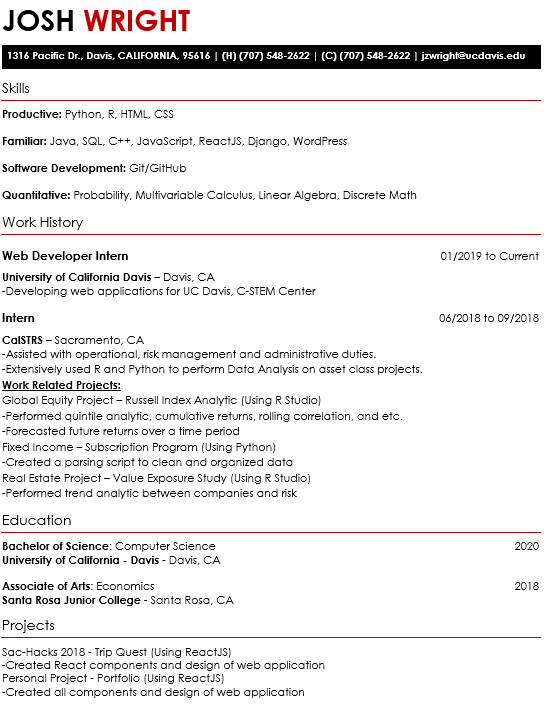 JOSH WRIGHT
1316 Pacific Dr., Davis, CALIFORNIA, 95616 | (H) (707) 548-2622 | (C) (707) 548-2622 | jzwright@ucdavis.edu
Skills
Productive: Python, R, HTML, CSS
Familiar: Java, SQL, C++, JavaScript, ReactJS, Django, WordPress
Software Development: Git/GitHub
Quantitative: Probability, Multivariable Calculus, Linear Algebra, Discrete Math
Work History
Web Developer Intern 01/2019 to Current
University of California Davis – Davis, CA
-Developing web applications for UC Davis, C-STEM Center
Intern 06/2018 to 09/2018
CalSTRS – Sacramento, CA
-Assisted with operational, risk management and administrative duties.
-Extensively used R and Python to perform Data Analysis on asset class projects.
Work Related Projects:
Global Equity Project – Russell Index Analytic (Using R Studio)
-Performed quintile analytic, cumulative returns, rolling correlation, and etc.
-Forecasted future returns over a time period
Fixed Income – Subscription Program (Using Python)
-Created a parsing script to clean and organized data
Real Estate Project – Value Exposure Study (Using R Studio)
-Performed trend analytic between companies and risk
Education
Bachelor of Science: Computer Science 2020
University of California - Davis - Davis, CA
Associate of Arts: Economics 2018
Santa Rosa Junior College - Santa Rosa, CA
Projects
Sac-Hacks 2018 - Trip Quest (Using ReactJS)
-Created React components and design of web application
Personal Project - Portfolio (Using ReactJS)
-Created all components and design of web application